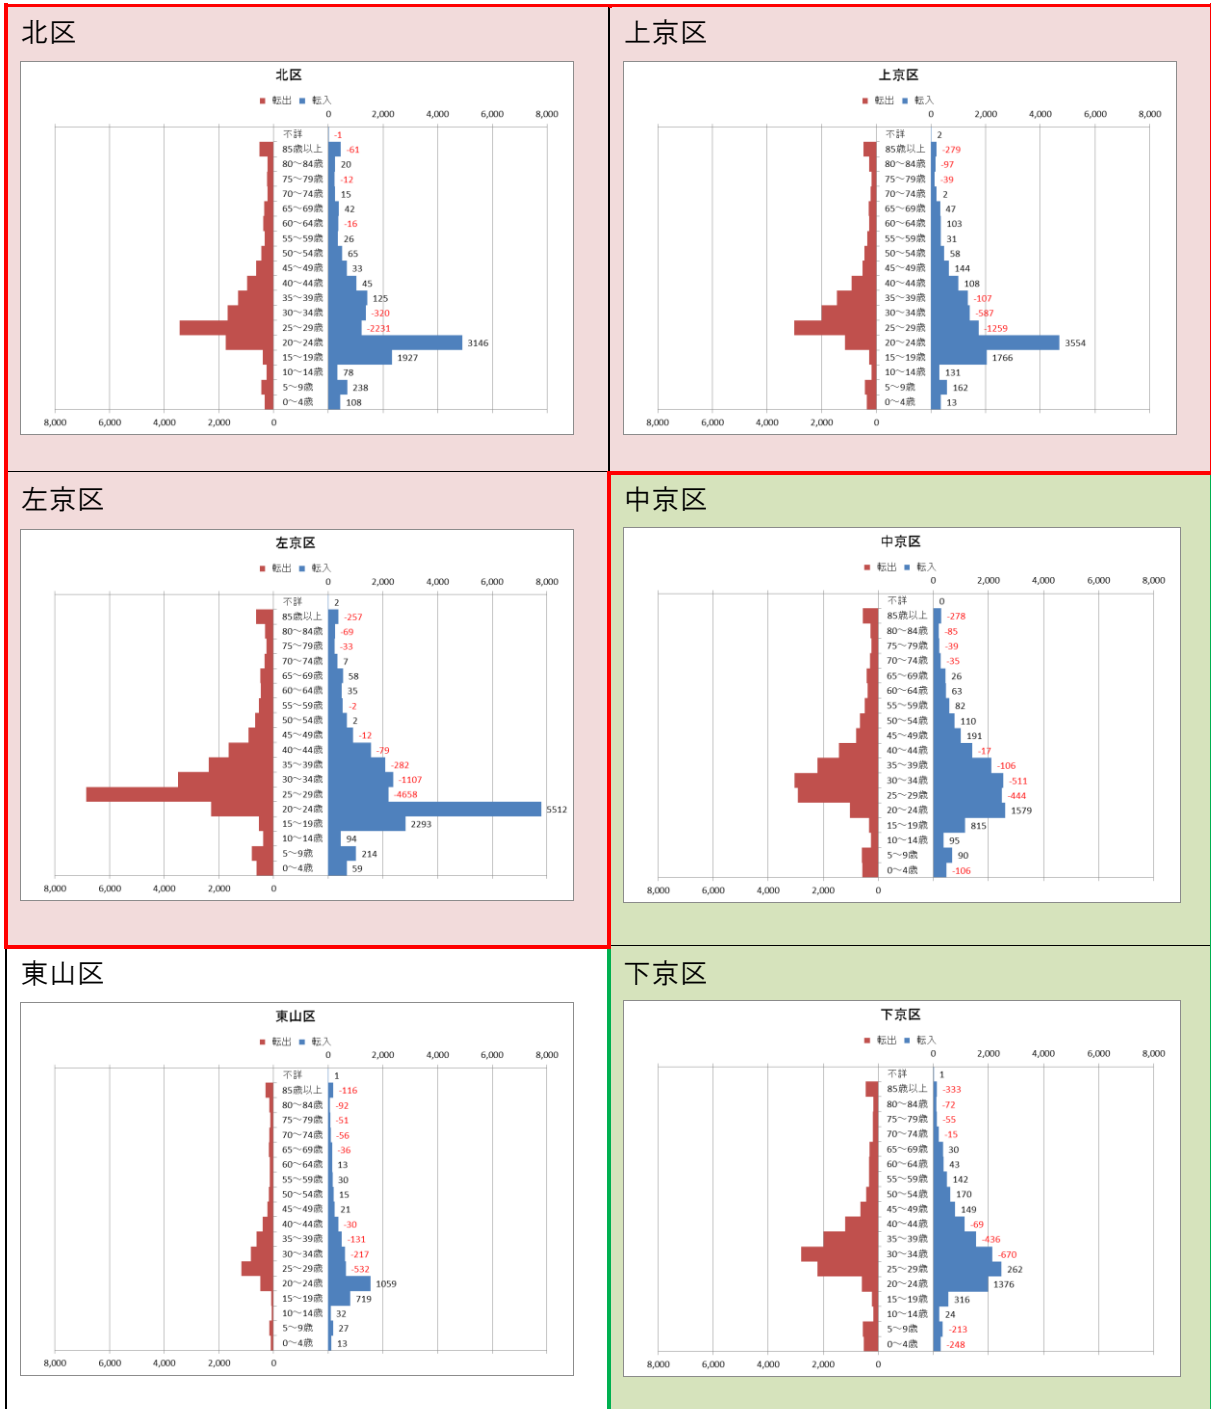 北区
北区
転出 転入
0 2,000 4,000 6,000 8,000
不詳 -1
85歳以上 -61
80～84歳 20
75～79歳 -12
70～74歳 15
65～69歳 42
60～64歳 -16
55～59歳 26
50～54歳 65
45～49歳 33
40～44歳 45
35～39歳 125
30～34歳 -320
25～29歳 -2231
20～24歳 3146
15～19歳 1927
10～14歳 78
5～9歳 238
0～4歳 108
8,000 6,000 4,000 2,000 0
上京区
上京区
転出 転入
0 2,000 4,000 6,000 8,000
不詳 2
85歳以上 -279
80～84歳 -97
75～79歳 -39
70～74歳 2
65～69歳 47
60～64歳 103
55～59歳 31
50～54歳 58
45～49歳 144
40～44歳 108
35～39歳 -107
30～34歳 -587
25～29歳 -1259
20～24歳 3554
15～19歳 1766
10～14歳 131
5～9歳 162
0～4歳 13
8,000 6,000 4,000 2,000 0
左京区
左京区
転出 転入
0 2,000 4,000 6,000 8,000
不詳 2
85歳以上 -257
80～84歳 -69
75～79歳 -33
70～74歳 7
65～69歳 58
60～64歳 35
55～59歳 -2
50～54歳 2
45～49歳 -12
40～44歳 -79
35～39歳 -282
30～34歳 -1107
25～29歳 -4658
20～24歳 5512
15～19歳 2293
10～14歳 94
5～9歳 214
0～4歳 59
8,000 6,000 4,000 2,000 0
中京区
中京区
転出 転入
0 2,000 4,000 6,000 8,000
不詳 0
85歳以上 -278
80～84歳 -85
75～79歳 -39
70～74歳 -35
65～69歳 26
60～64歳 63
55～59歳 82
50～54歳 110
45～49歳 191
40～44歳 -17
35～39歳 -106
30～34歳 -511
25～29歳 -444
20～24歳 1579
15～19歳 815
10～14歳 95
5～9歳 90
0～4歳 -106
8,000 6,000 4,000 2,000 0
東山区
東山区
転出 転入
0 2,000 4,000 6,000 8,000
不詳 1
85歳以上 -116
80～84歳 -92
75～79歳 -51
70～74歳 -56
65～69歳 -36
60～64歳 13
55～59歳 30
50～54歳 15
45～49歳 21
40～44歳 -30
35～39歳 -131
30～34歳 -217
25～29歳 -532
20～24歳 1059
15～19歳 719
10～14歳 32
5～9歳 27
0～4歳 13
8,000 6,000 4,000 2,000 0
下京区
下京区
転出 転入
0 2,000 4,000 6,000 8,000
不詳 1
85歳以上 -333
80～84歳 -72
75～79歳 -55
70～74歳 -15
65～69歳 30
60～64歳 43
55～59歳 142
50～54歳 170
45～49歳 149
40～44歳 -69
35～39歳 -436
30～34歳 -670
25～29歳 262
20～24歳 1376
15～19歳 316
10～14歳 24
5～9歳 -213
0～4歳 -248
8,000 6,000 4,000 2,000 0